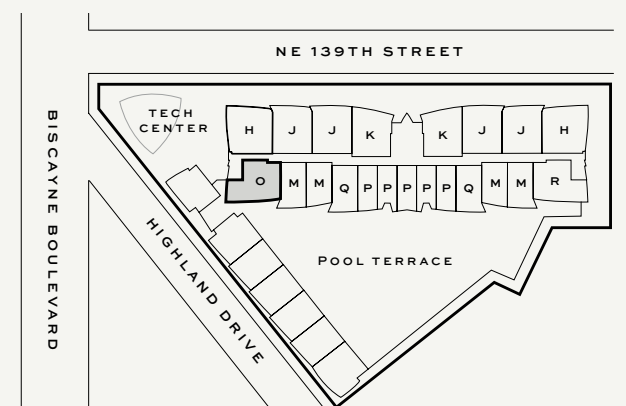 NE 139TH STREET
BISCAYNE BOULEVARD
TECH
CENTER
H J J K K J J H
O M M Q P P P P P Q M M R
HIGHLAND DRIVE
POOL TERRACE